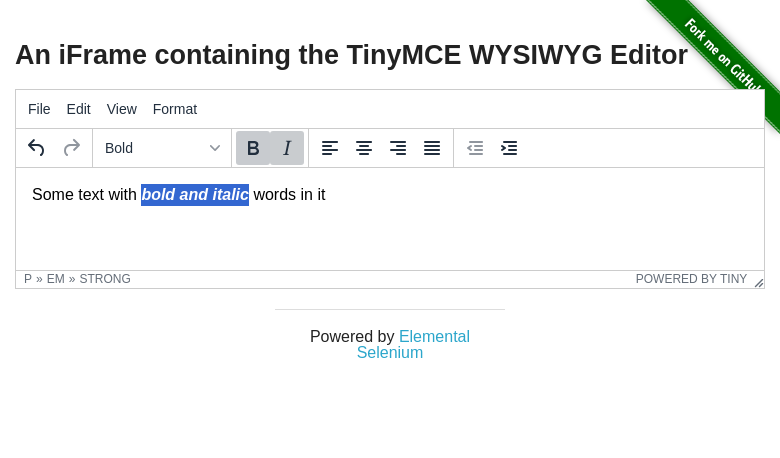 Fork me on GitHub
An iFrame containing the TinyMCE WYSIWYG Editor
File Edit View Format
Bold B I
Some text with bold and italic words in it
P » EM » STRONG POWERED BY TINY
Powered by Elemental
Selenium